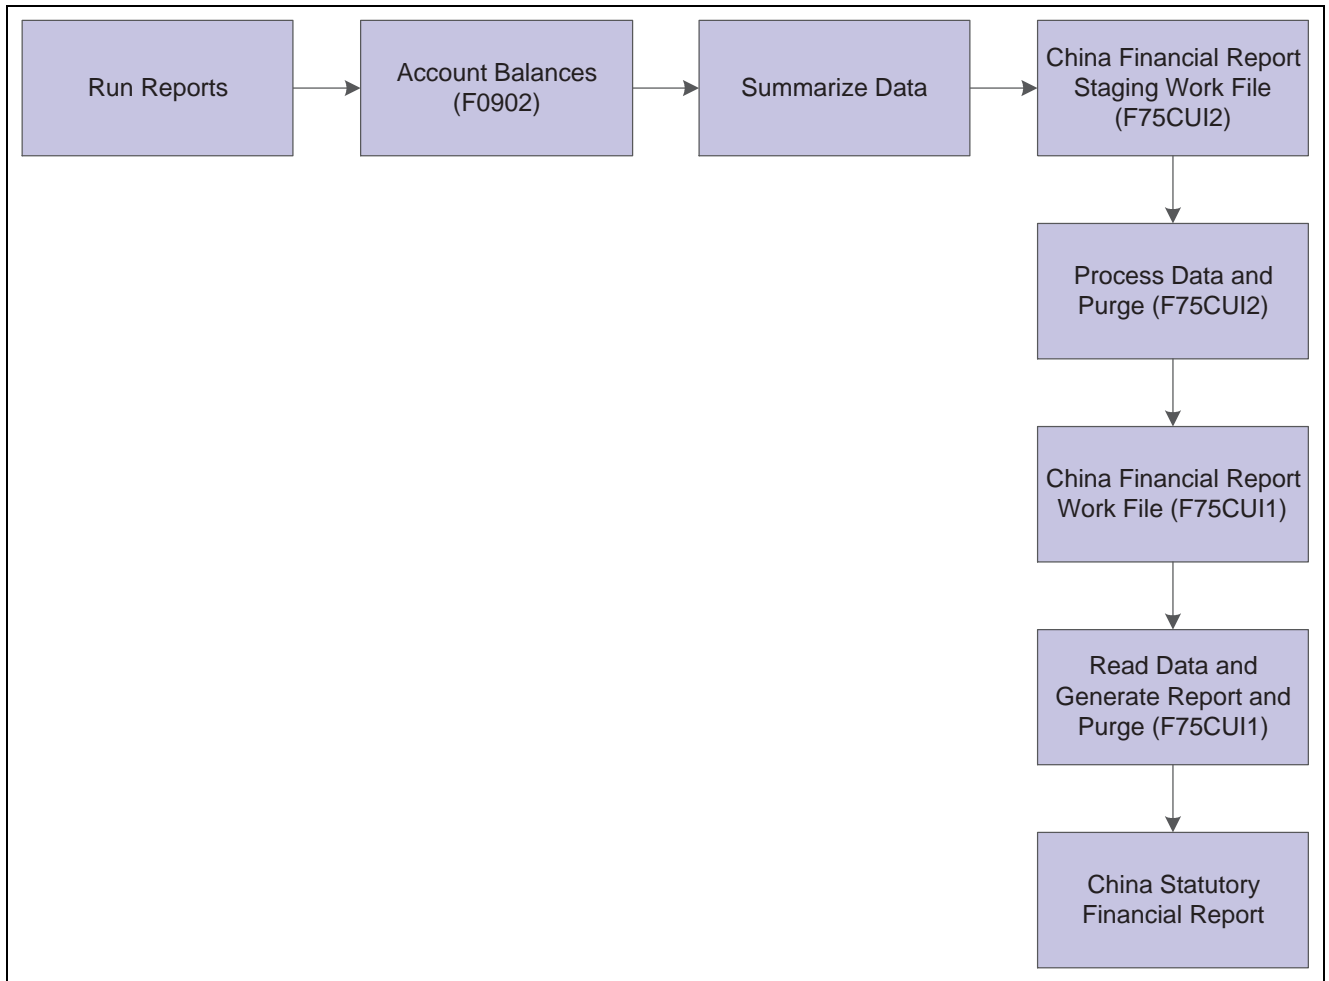 Run Reports
Account Balances
(F0902)
Summarize Data
China Financial Report
Staging Work File
(F75CUI2)
Process Data and
Purge (F75CUI2)
China Financial Report
Work File (F75CUI1)
Read Data and
Generate Report and
Purge (F75CUI1)
China Statutory
Financial Report